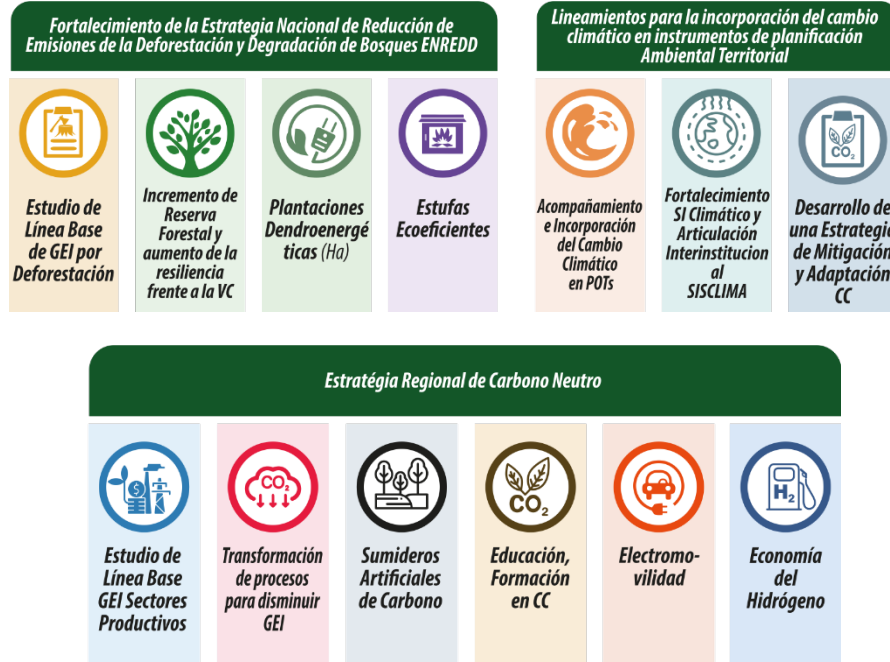 Fortalecimiento de la Estrategia Nacional de Reducción de
Emisiones de la Deforestación y Degradación de Bosques ENREDD
Estudio de
Línea Base
de GEI por
Deforestación
Incremento de
Reserva
Forestal y
aumento de la
resiliencia
frente a la VC
Plantaciones
Dendroenergé
ticas (Ha)
Estufas
Ecoeficientes
Lineamientos para la incorporación del cambio
climático en instrumentos de planificación
Ambiental Territorial
Acompañamiento
e Incorporación
del Cambio
Climático
en POTs
Fortalecimiento
SI Climático y
Articulación
Interinstitucion
al
SISCLIMA
CO2
Desarrollo de
una Estrategia
de Mitigación
y Adaptación
CC
Estratégia Regional de Carbono Neutro
Estudio de
Línea Base
GEI Sectores
Productivos
CO2
Transformación
de procesos
para disminuir
GEI
Sumideros
Artificiales
de Carbono
CO2
Educación,
Formación
en CC
Electromo-
vilidad
H2
Economía
del
Hidrógeno